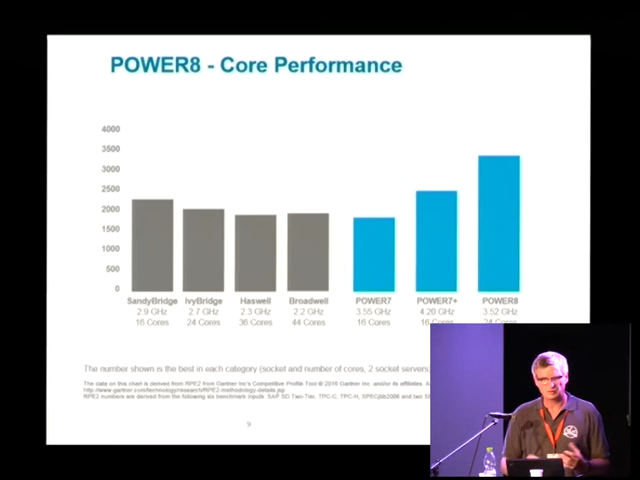 POWER8 - Core Performance
4000
3500
3000
2500
2000
1500
1000
500
0
SandyBridge IvyBridge Haswell Broadwell POWER7 POWER7+ POWER8
2.9 GHz 2.7 GHz 2.3 GHz 2.2 GHz 3.55 GHz 4.20 GHz 3.52 GHz
16 Cores 24 Cores 36 Cores 44 Cores 16 Cores 16 Cores 24 Cores
The number shown is the best in each category (socket and number of cores, 2 socket servers
The data on this chart is derived from RPE2 from Gartner Inc's Competitive Profile Tool © 2016 Gartner Inc. and/or its affiliates.
http://www.gartner.com/technology/research/RPE2-methodology-details.jsp
RPE2 numbers are derived from the following six benchmark inputs: SAP SD Two-Tier, TPC-C, TPC-H, SPECjbb2006 and two
9